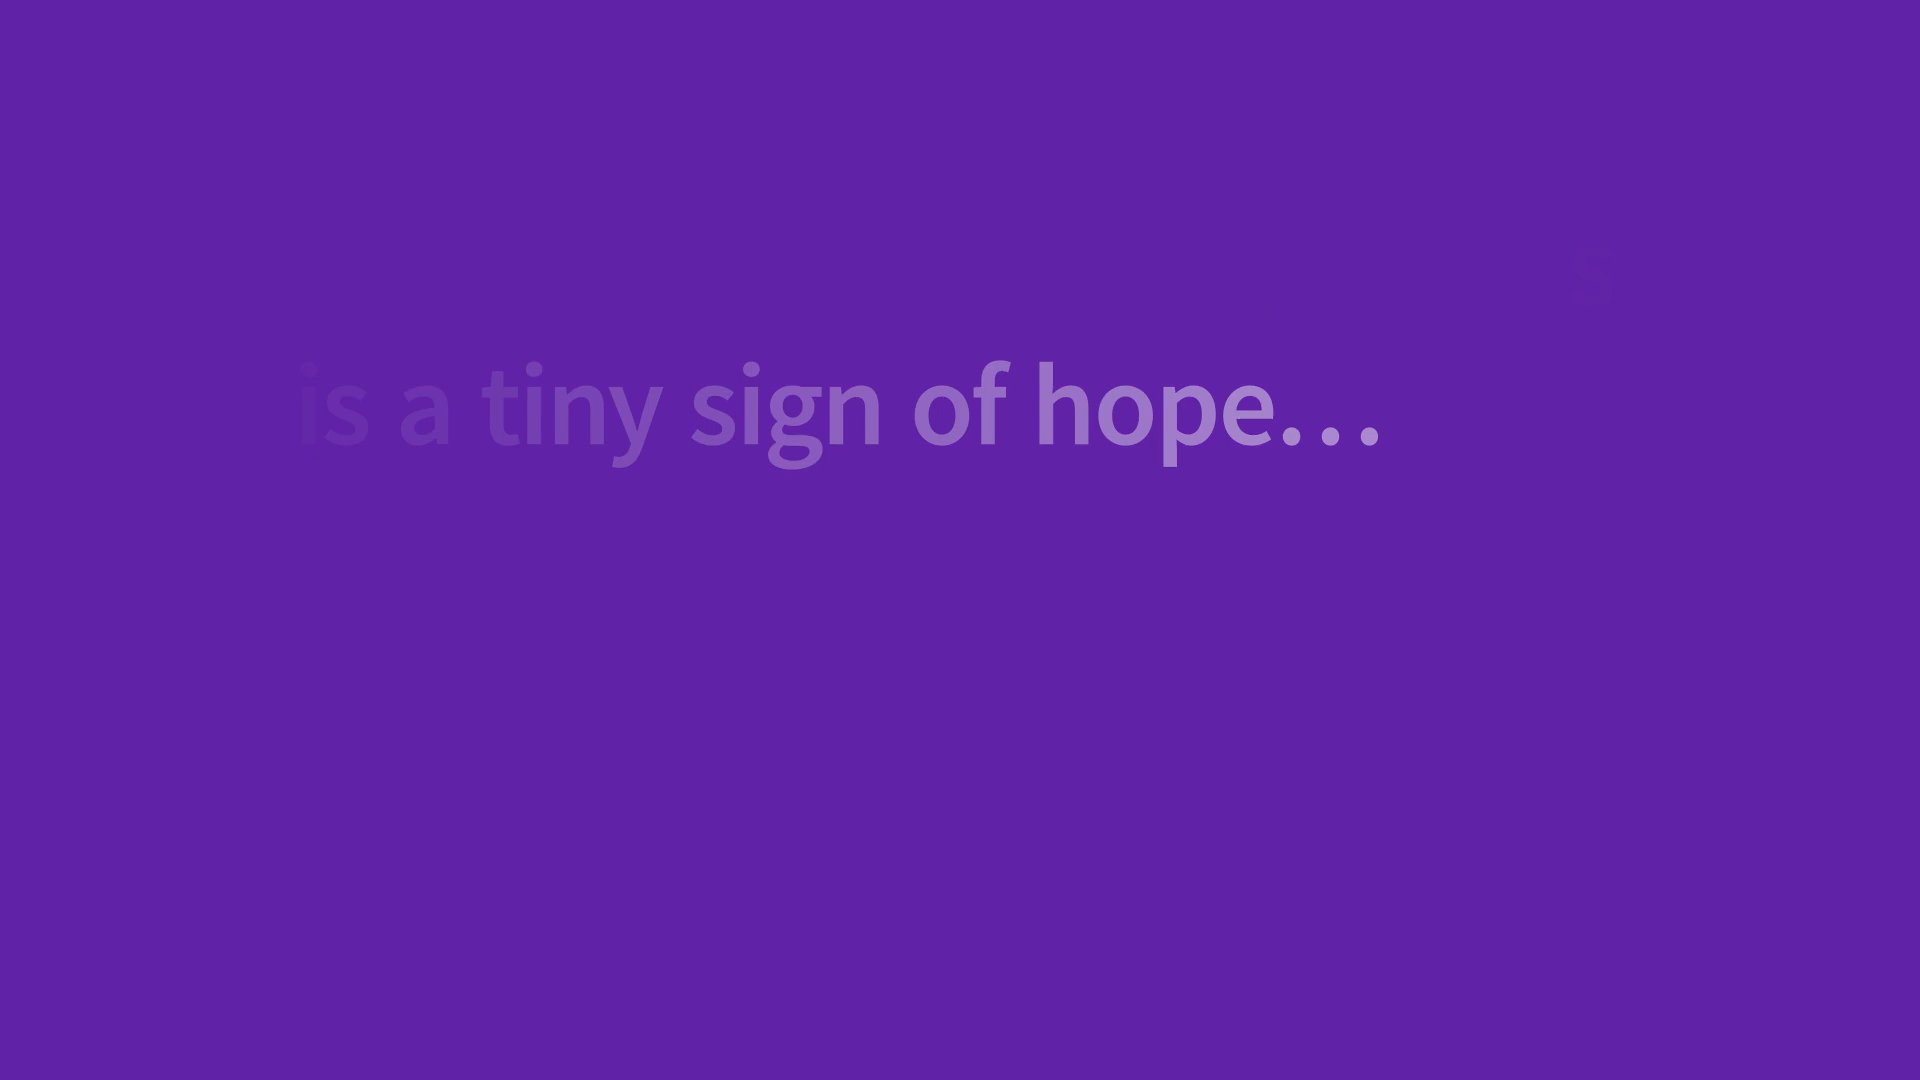 s
is a tiny sign of hope…